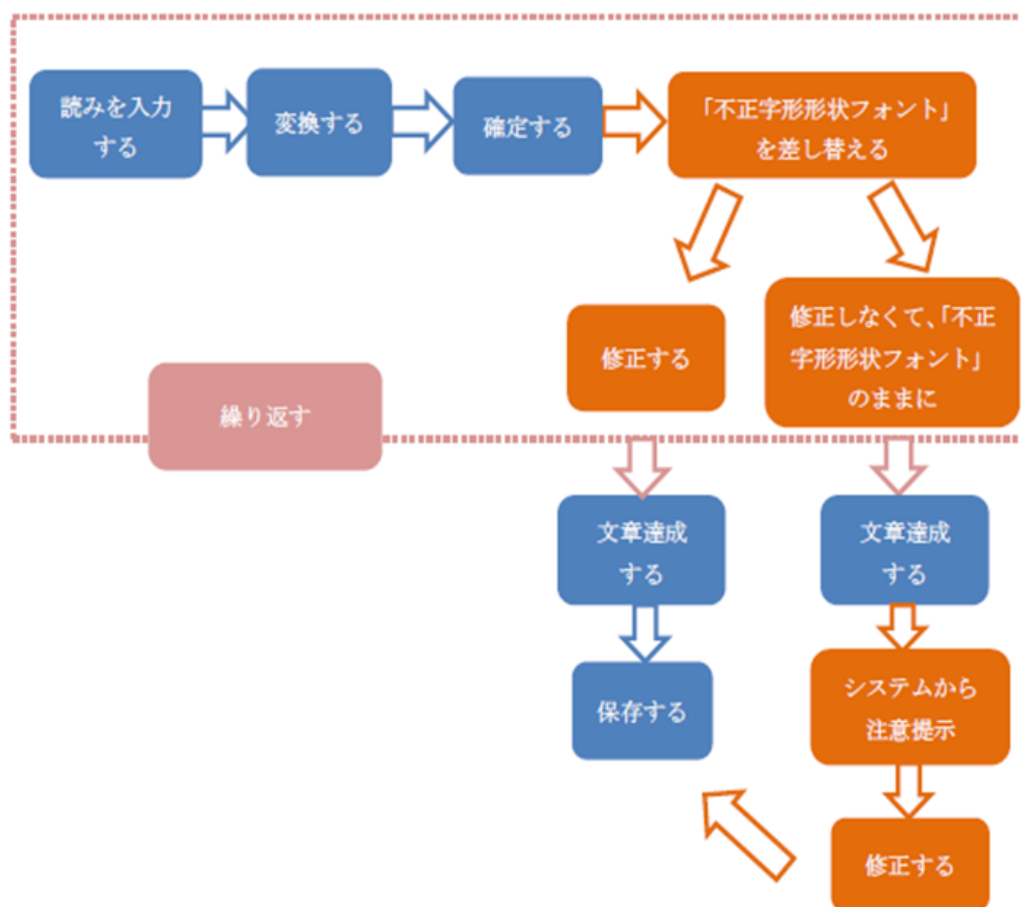 読みを入力
する
変換する
確定する
「不正字形形状フォント」
を差し替える
修正する
修正しなくて、「不正
字形形状フォント」
のままに
繰り返す
文章達成
する
文章達成
する
保存する
システムから
注意提示
修正する